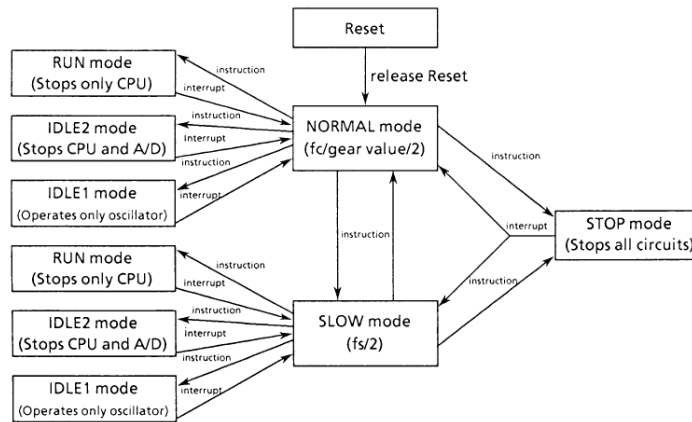 Reset
release Reset
RUN mode
(Stops only CPU)
instruction
interrupt
IDLE2 mode
(Stops CPU and A/D)
instruction
Interrupt
IDLE1 mode
(Operates only oscillator)
instruction
interrupt
NORMAL mode
(fc/gear value/2)
instruction
instruction
interrupt
instruction
STOP mode
(Stops all circuits)
RUN mode
(Stops only CPU)
instruction
interrupt
IDLE2 mode
(Stops CPU and A/D)
instruction
interrupt
IDLE1 mode
(Operates only oscillator)
instruction
interrupt
SLOW mode
(fs/2)